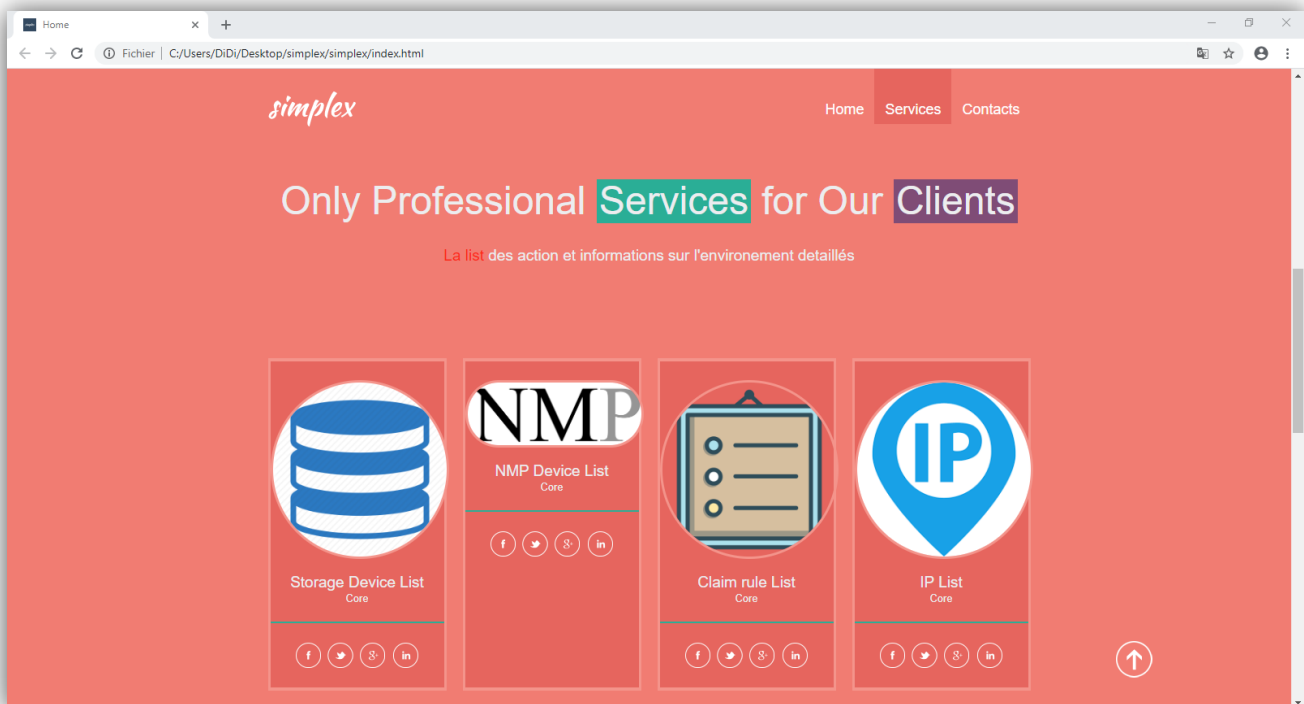 Home
Fichier | C:/Users/DiDi/Desktop/simplex/simplex/index.html
simplex
Home Services Contacts
Only Professional Services for Our Clients
La list des action et informations sur l'environement detaillés
NMP
IP
NMP Device List
Core
Storage Device List
Core
Claim rule List
Core
IP List
Core